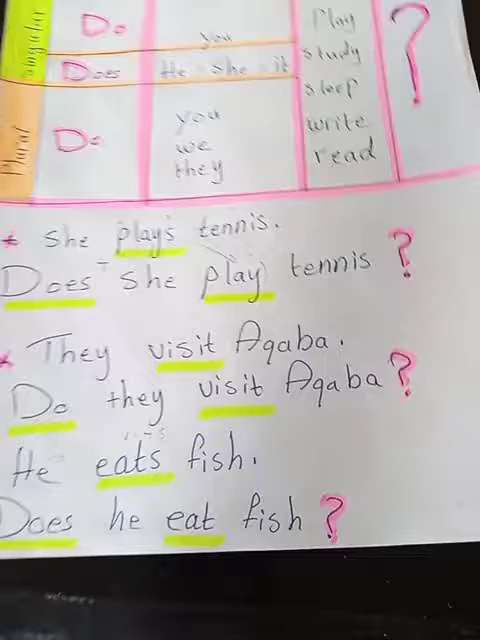 Singular
Do
you
Play
?
study
Does
He she it
sleep
Plural
Do
you
write
we
read
they
* She plays tennis.
Does she play tennis ?
* They visit Aqaba.
Do they visit Aqaba ?
He eats fish.
Does he eat fish ?